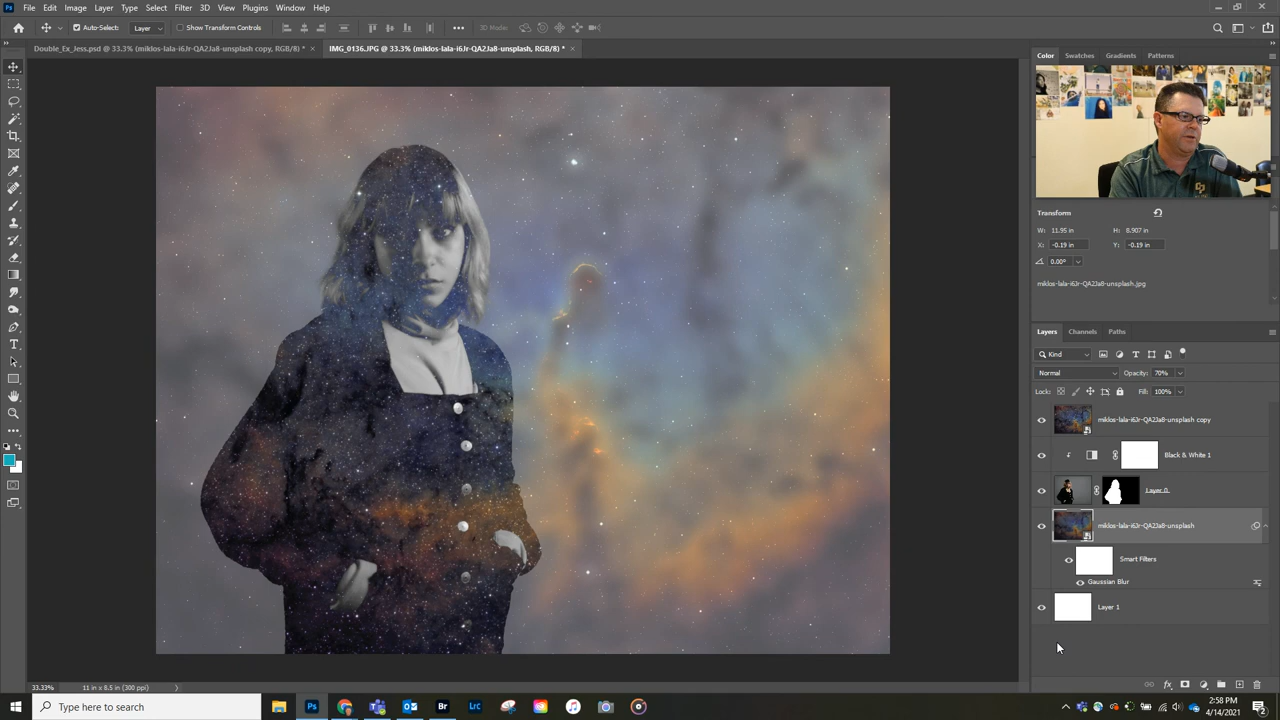 File Edit Image Layer Type Select Filter 3D View Plugins Window Help
Auto-Select: Layer Show Transform Controls 3D Mode:
Double_Ex_Jess.psd @ 33.3% (miklos-lala-i6Jr-QA2Ja8-unsplash copy, RGB/8) * ×
IMG_0136.JPG @ 33.3% (miklos-lala-i6Jr-QA2Ja8-unsplash, RGB/8) * ×
Color Swatches Gradients Patterns
Transform
W: 11.95 in H: 8.907 in
X: -0.19 in Y: -0.19 in
0.00°
miklos-lala-i6Jr-QA2Ja8-unsplash.jpg
Layers Channels Paths
Kind
Normal Opacity: 70%
Lock: Fill: 100%
miklos-lala-i6Jr-QA2Ja8-unsplash copy
Black & White 1
Layer 0
miklos-lala-i6Jr-QA2Ja8-unsplash
Smart Filters
Gaussian Blur
Layer 1
33.33% 11 in x 8.5 in (300 ppi)
Type here to search
2:58 PM
4/14/2021